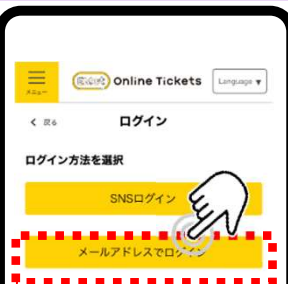 Online Tickets
Language ▼
メニュー
< 戻る
ログイン
ログイン方法を選択
SNSログイン
メールアドレスでログイン